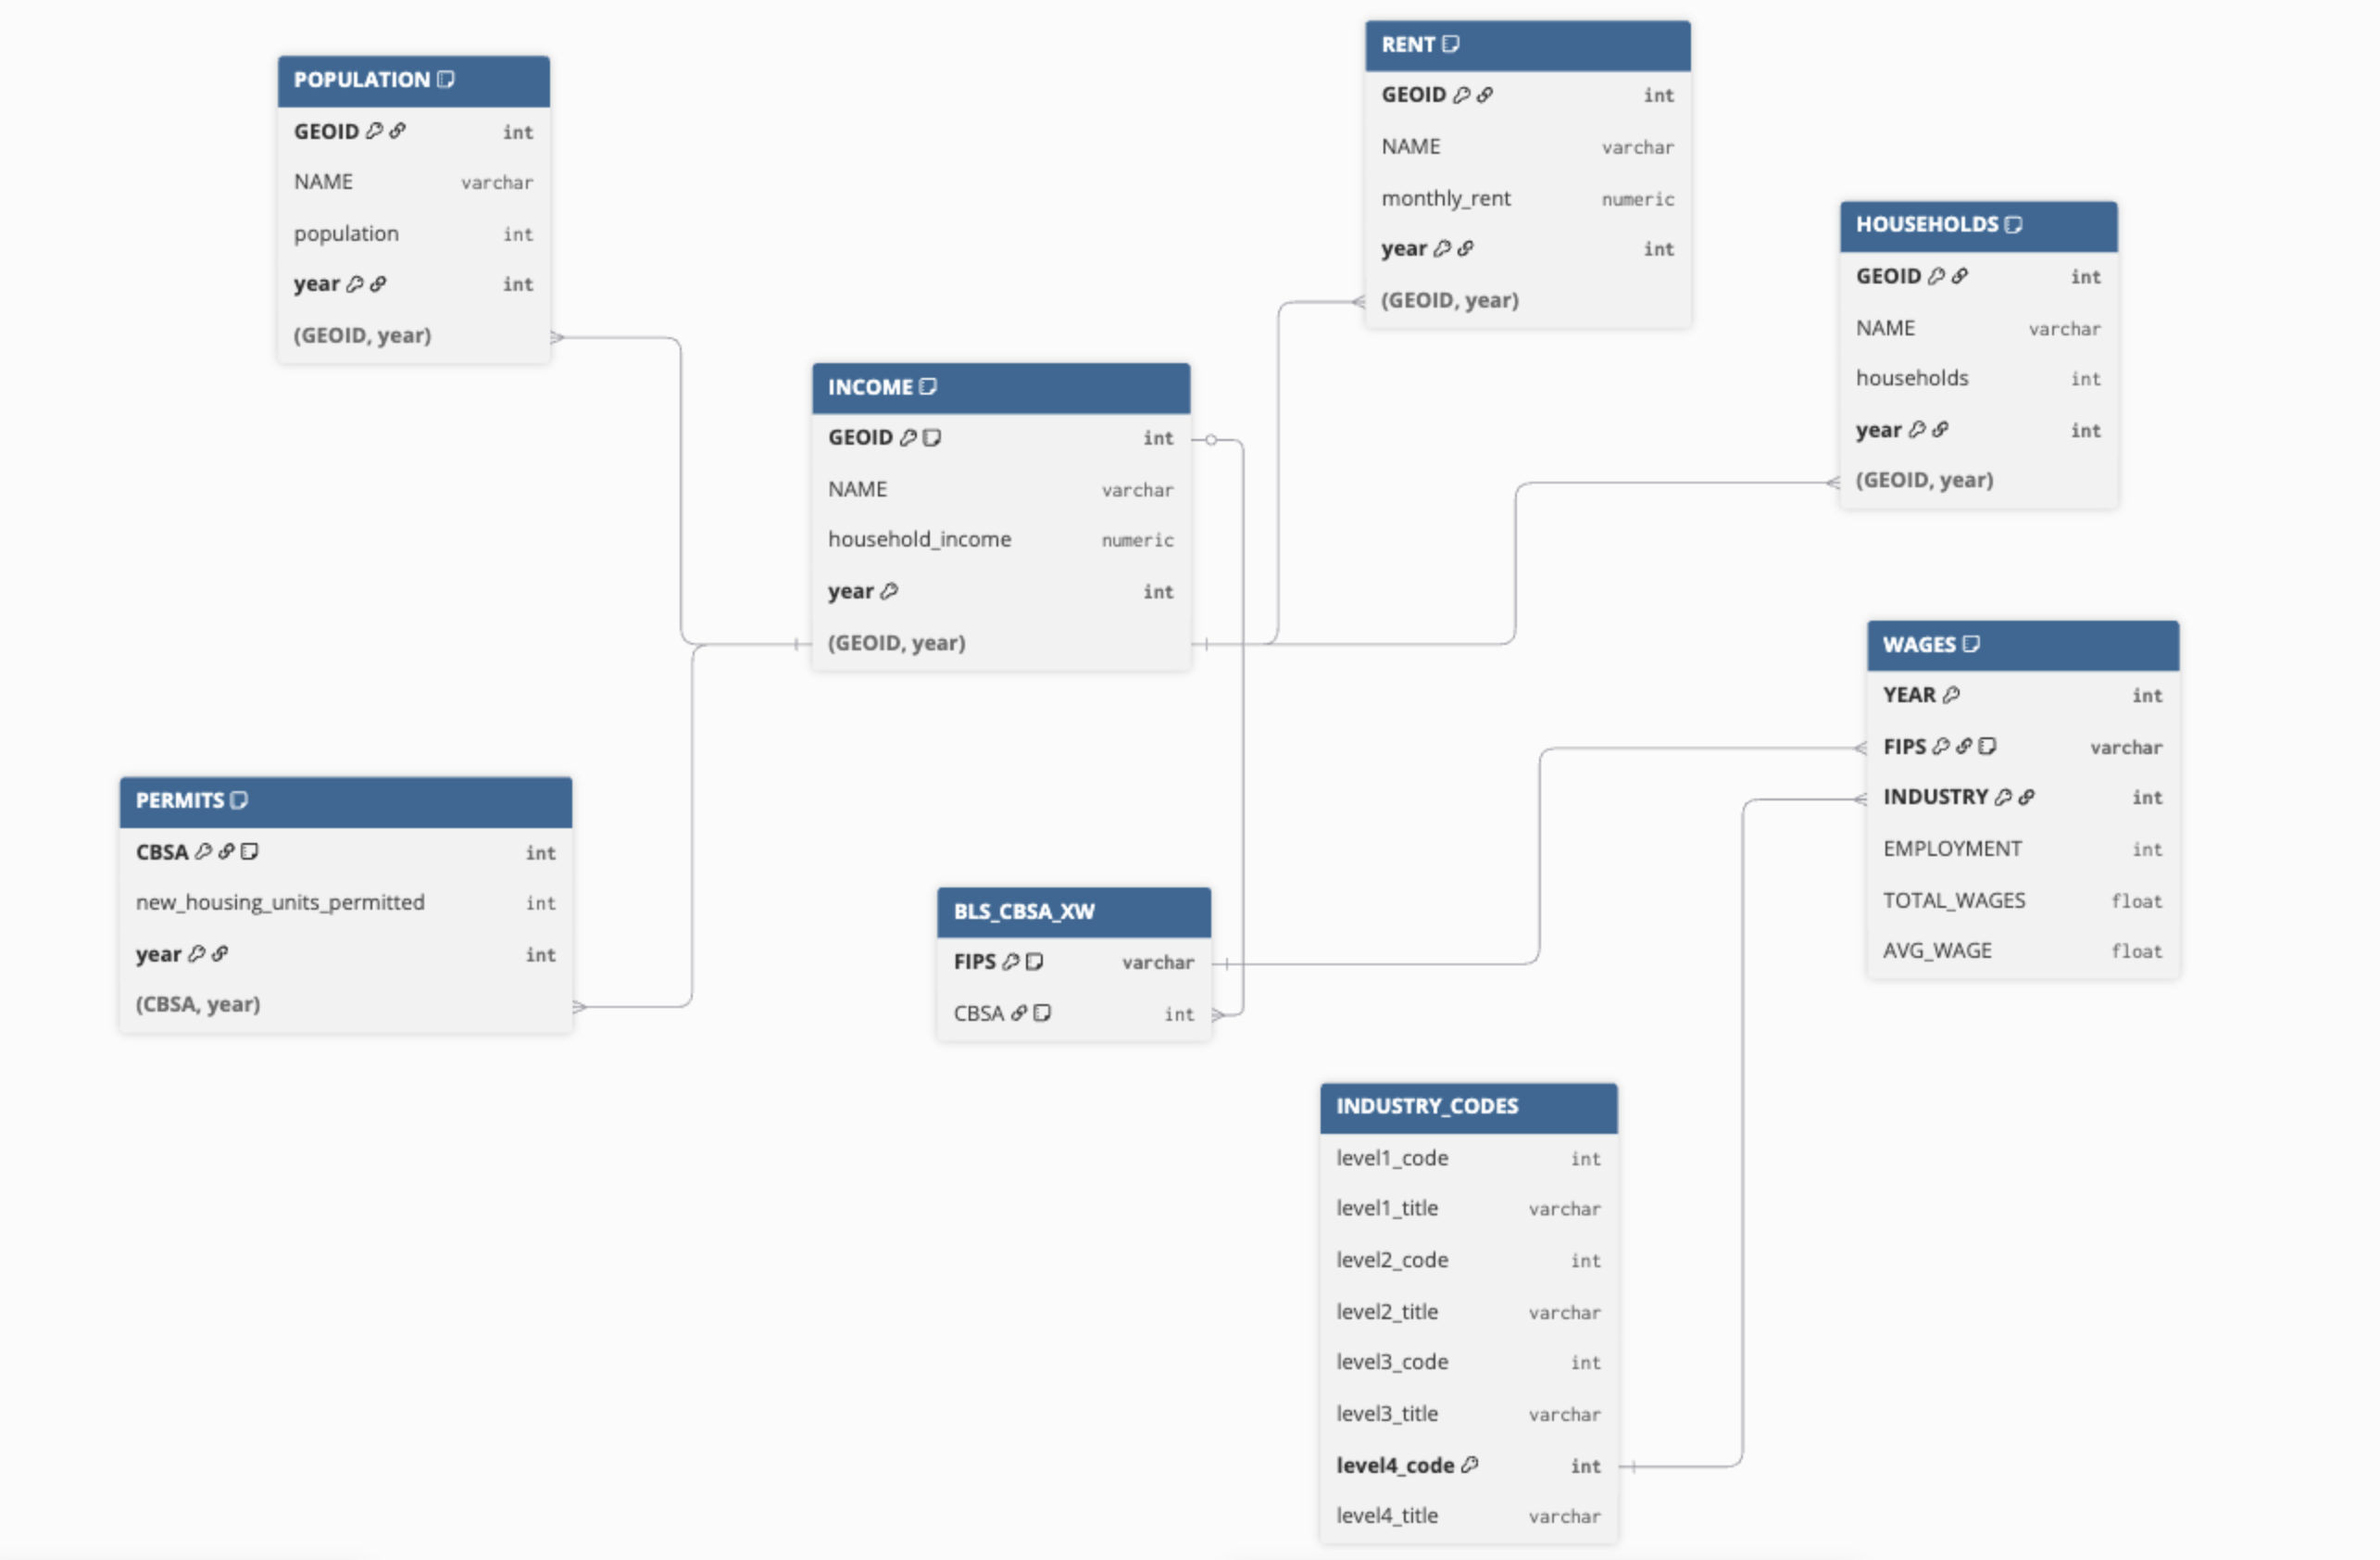 POPULATION
GEOID int
NAME varchar
population int
year int
(GEOID, year)
RENT
GEOID int
NAME varchar
monthly_rent numeric
year int
(GEOID, year)
HOUSEHOLDS
GEOID int
NAME varchar
households int
year int
(GEOID, year)
INCOME
GEOID int
NAME varchar
household_income numeric
year int
(GEOID, year)
WAGES
YEAR int
FIPS varchar
INDUSTRY int
EMPLOYMENT int
TOTAL_WAGES float
AVG_WAGE float
PERMITS
CBSA int
new_housing_units_permitted int
year int
(CBSA, year)
BLS_CBSA_XW
FIPS varchar
CBSA int
INDUSTRY_CODES
level1_code int
level1_title varchar
level2_code int
level2_title varchar
level3_code int
level3_title varchar
level4_code int
level4_title varchar